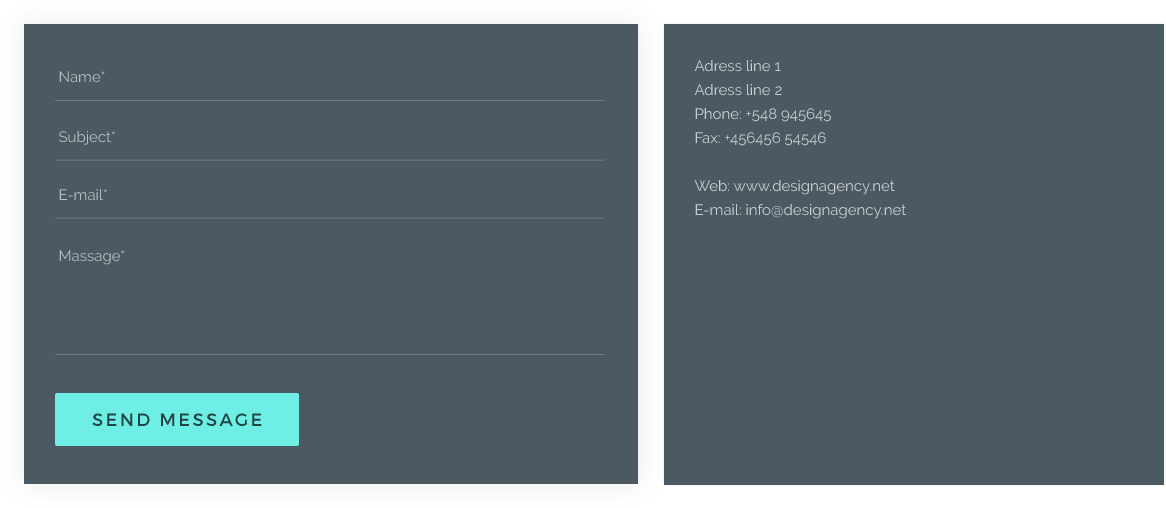 Name*
Subject*
E-mail*
Massage*
SEND MESSAGE
Adress line 1
Adress line 2
Phone: +548 945645
Fax: +456456 54546
Web: www.designagency.net
E-mail: info@designagency.net